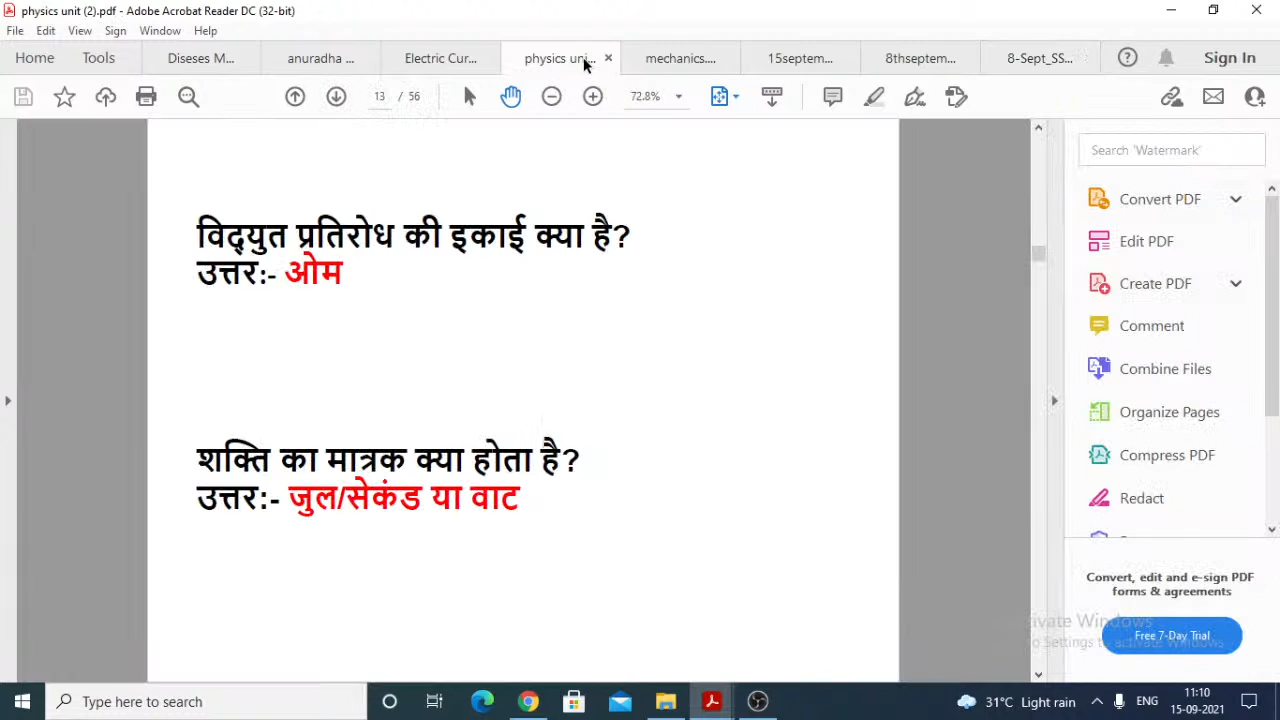 physics unit (2).pdf - Adobe Acrobat Reader DC (32-bit)
File Edit View Sign Window Help
Home Tools Diseses M... anuradha ... Electric Cur... physics uni... mechanics.... 15septem... 8thseptem... 8-Sept_SS... Sign In
13 / 56 72.8%
Search 'Watermark'
विद्युत प्रतिरोध की इकाई क्या है?
उत्तर:- ओम
शक्ति का मात्रक क्या होता है?
उत्तर:- जुल/सेकंड या वाट
Convert PDF
Edit PDF
Create PDF
Comment
Combine Files
Organize Pages
Compress PDF
Redact
Convert, edit and e-sign PDF
forms & agreements
Free 7-Day Trial
Windows
to activate Windows
Type here to search
31°C Light rain ENG 11:10
15-09-2021